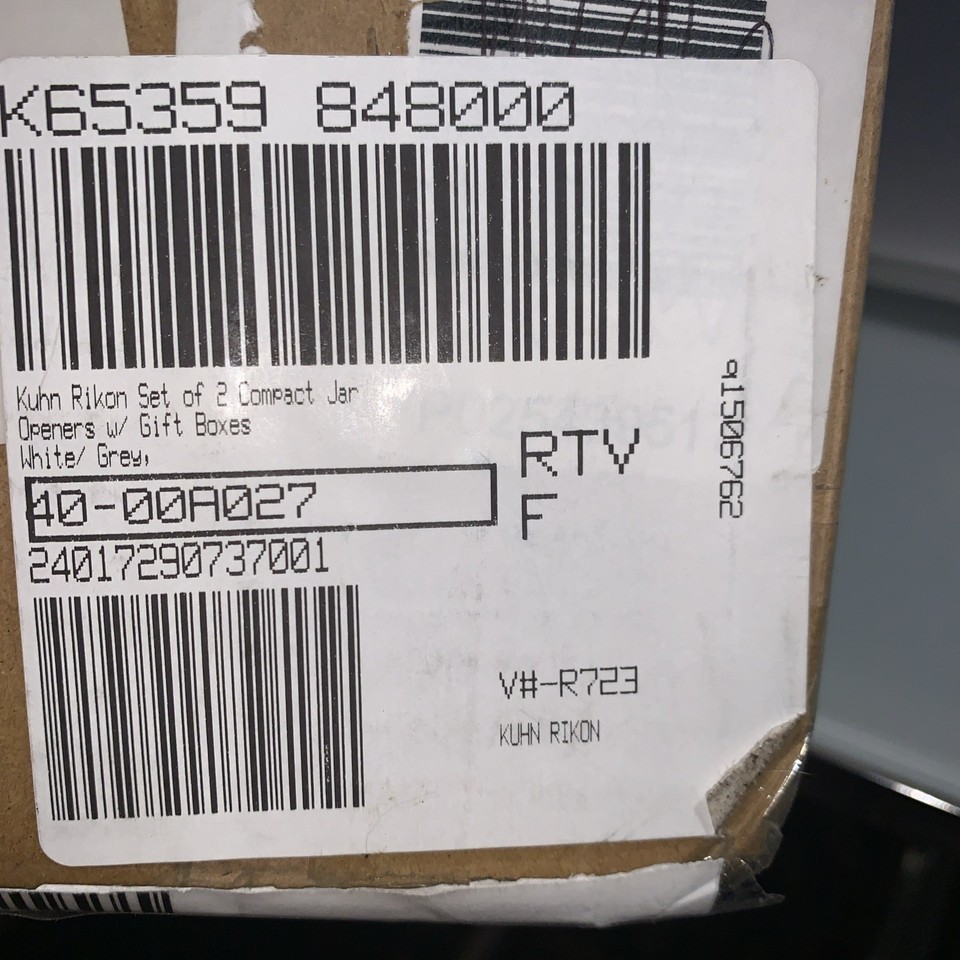 K65359 848000
Kuhn Rikon Set of 2 Compact Jar
Openers w/ Gift Boxes
White/ Grey,
40-00A027
24017290737001
RTV
F
91506762
V#-R723
KUHN RIKON